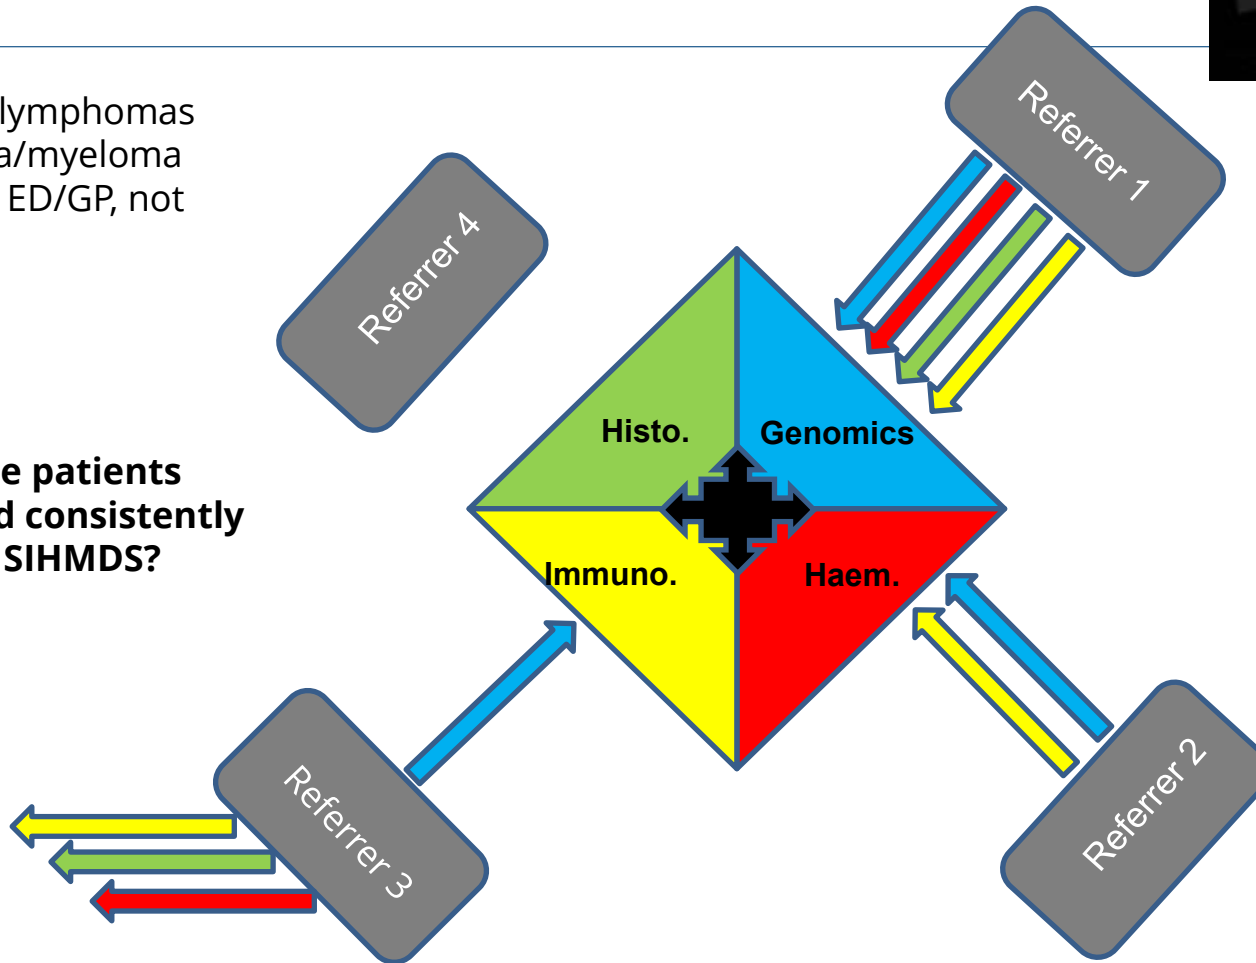 lymphomas
a/myeloma
ED/GP, not
e patients
d consistently
SIHMDS?
Referrer 1
Referrer 4
Histo.
Genomics
Immuno.
Haem.
Referrer 3
Referrer 2